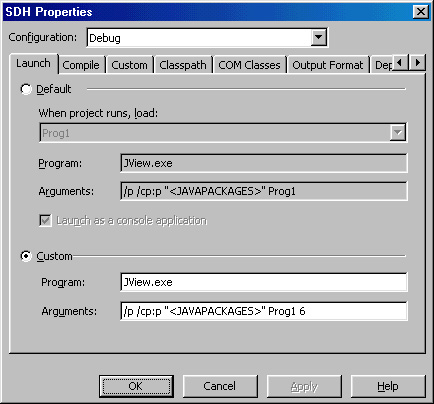 SDH Properties
Configuration: Debug
Launch Compile Custom Classpath COM Classes Output Format Dep
Default
When project runs, load:
Prog1
Program: JView.exe
Arguments: /p /cp:p "<JAVAPACKAGES>" Prog1
Launch as a console application
Custom
Program: JView.exe
Arguments: /p /cp:p "<JAVAPACKAGES>" Prog1 6
OK Cancel Apply Help